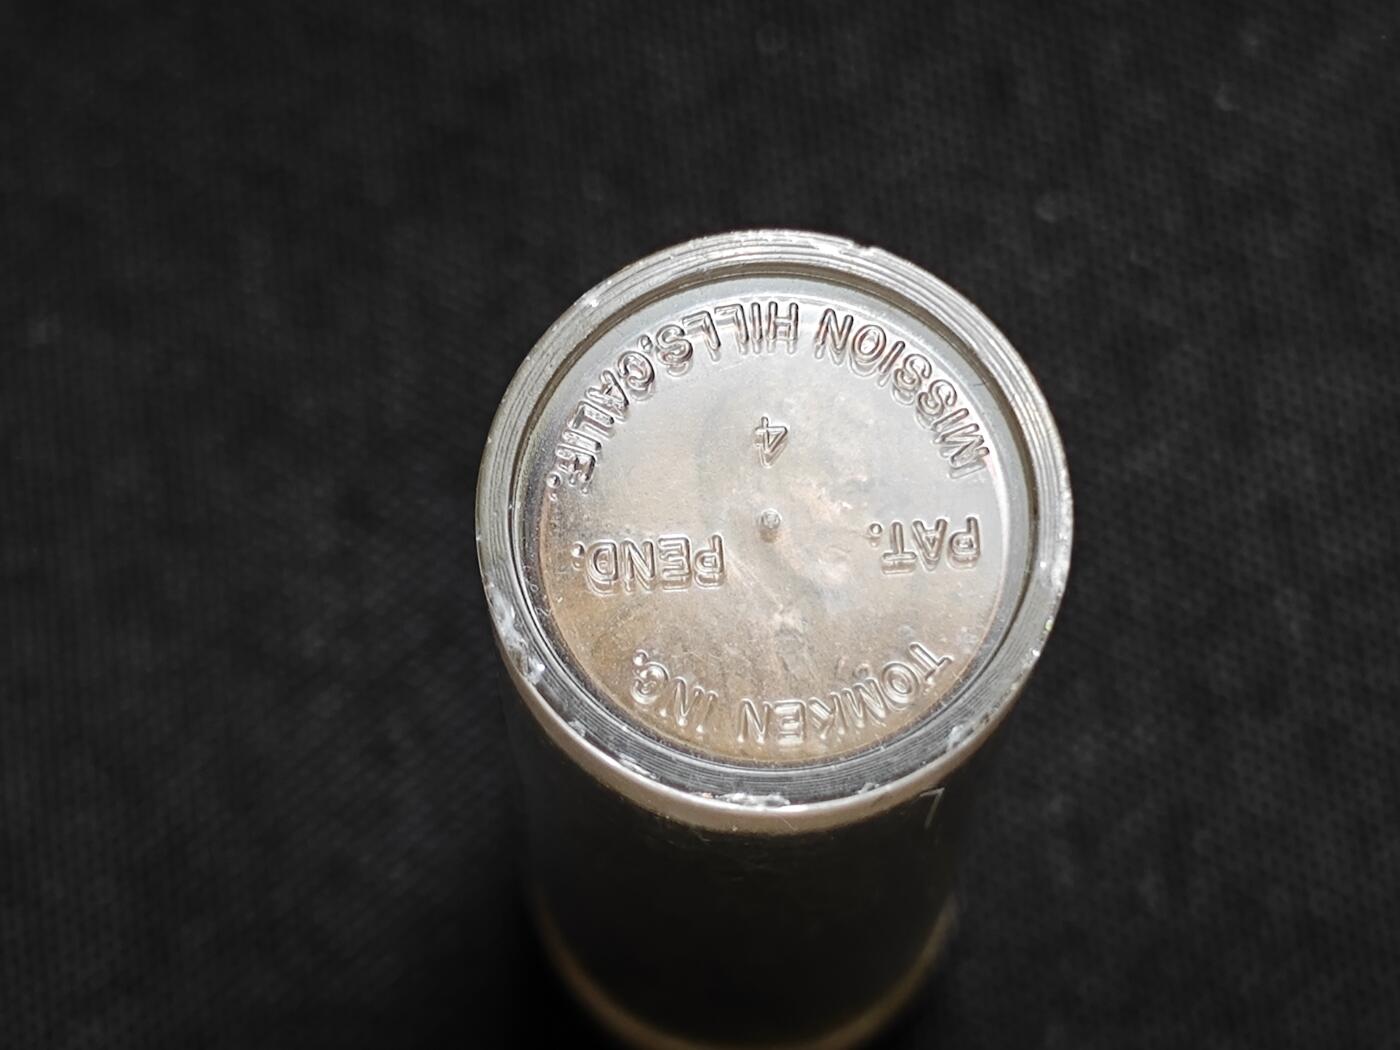 TOMKEN INC.
PAT. PEND.
4
MISSION HILLS, CALIF.